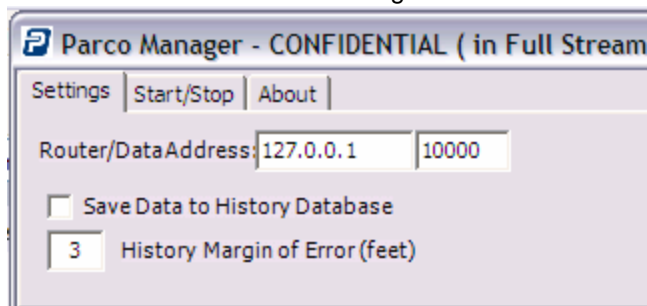 Parco Manager - CONFIDENTIAL ( in Full Stream
Settings Start/Stop About
Router/DataAddress: 127.0.0.1 10000
Save Data to History Database
3 History Margin of Error (feet)